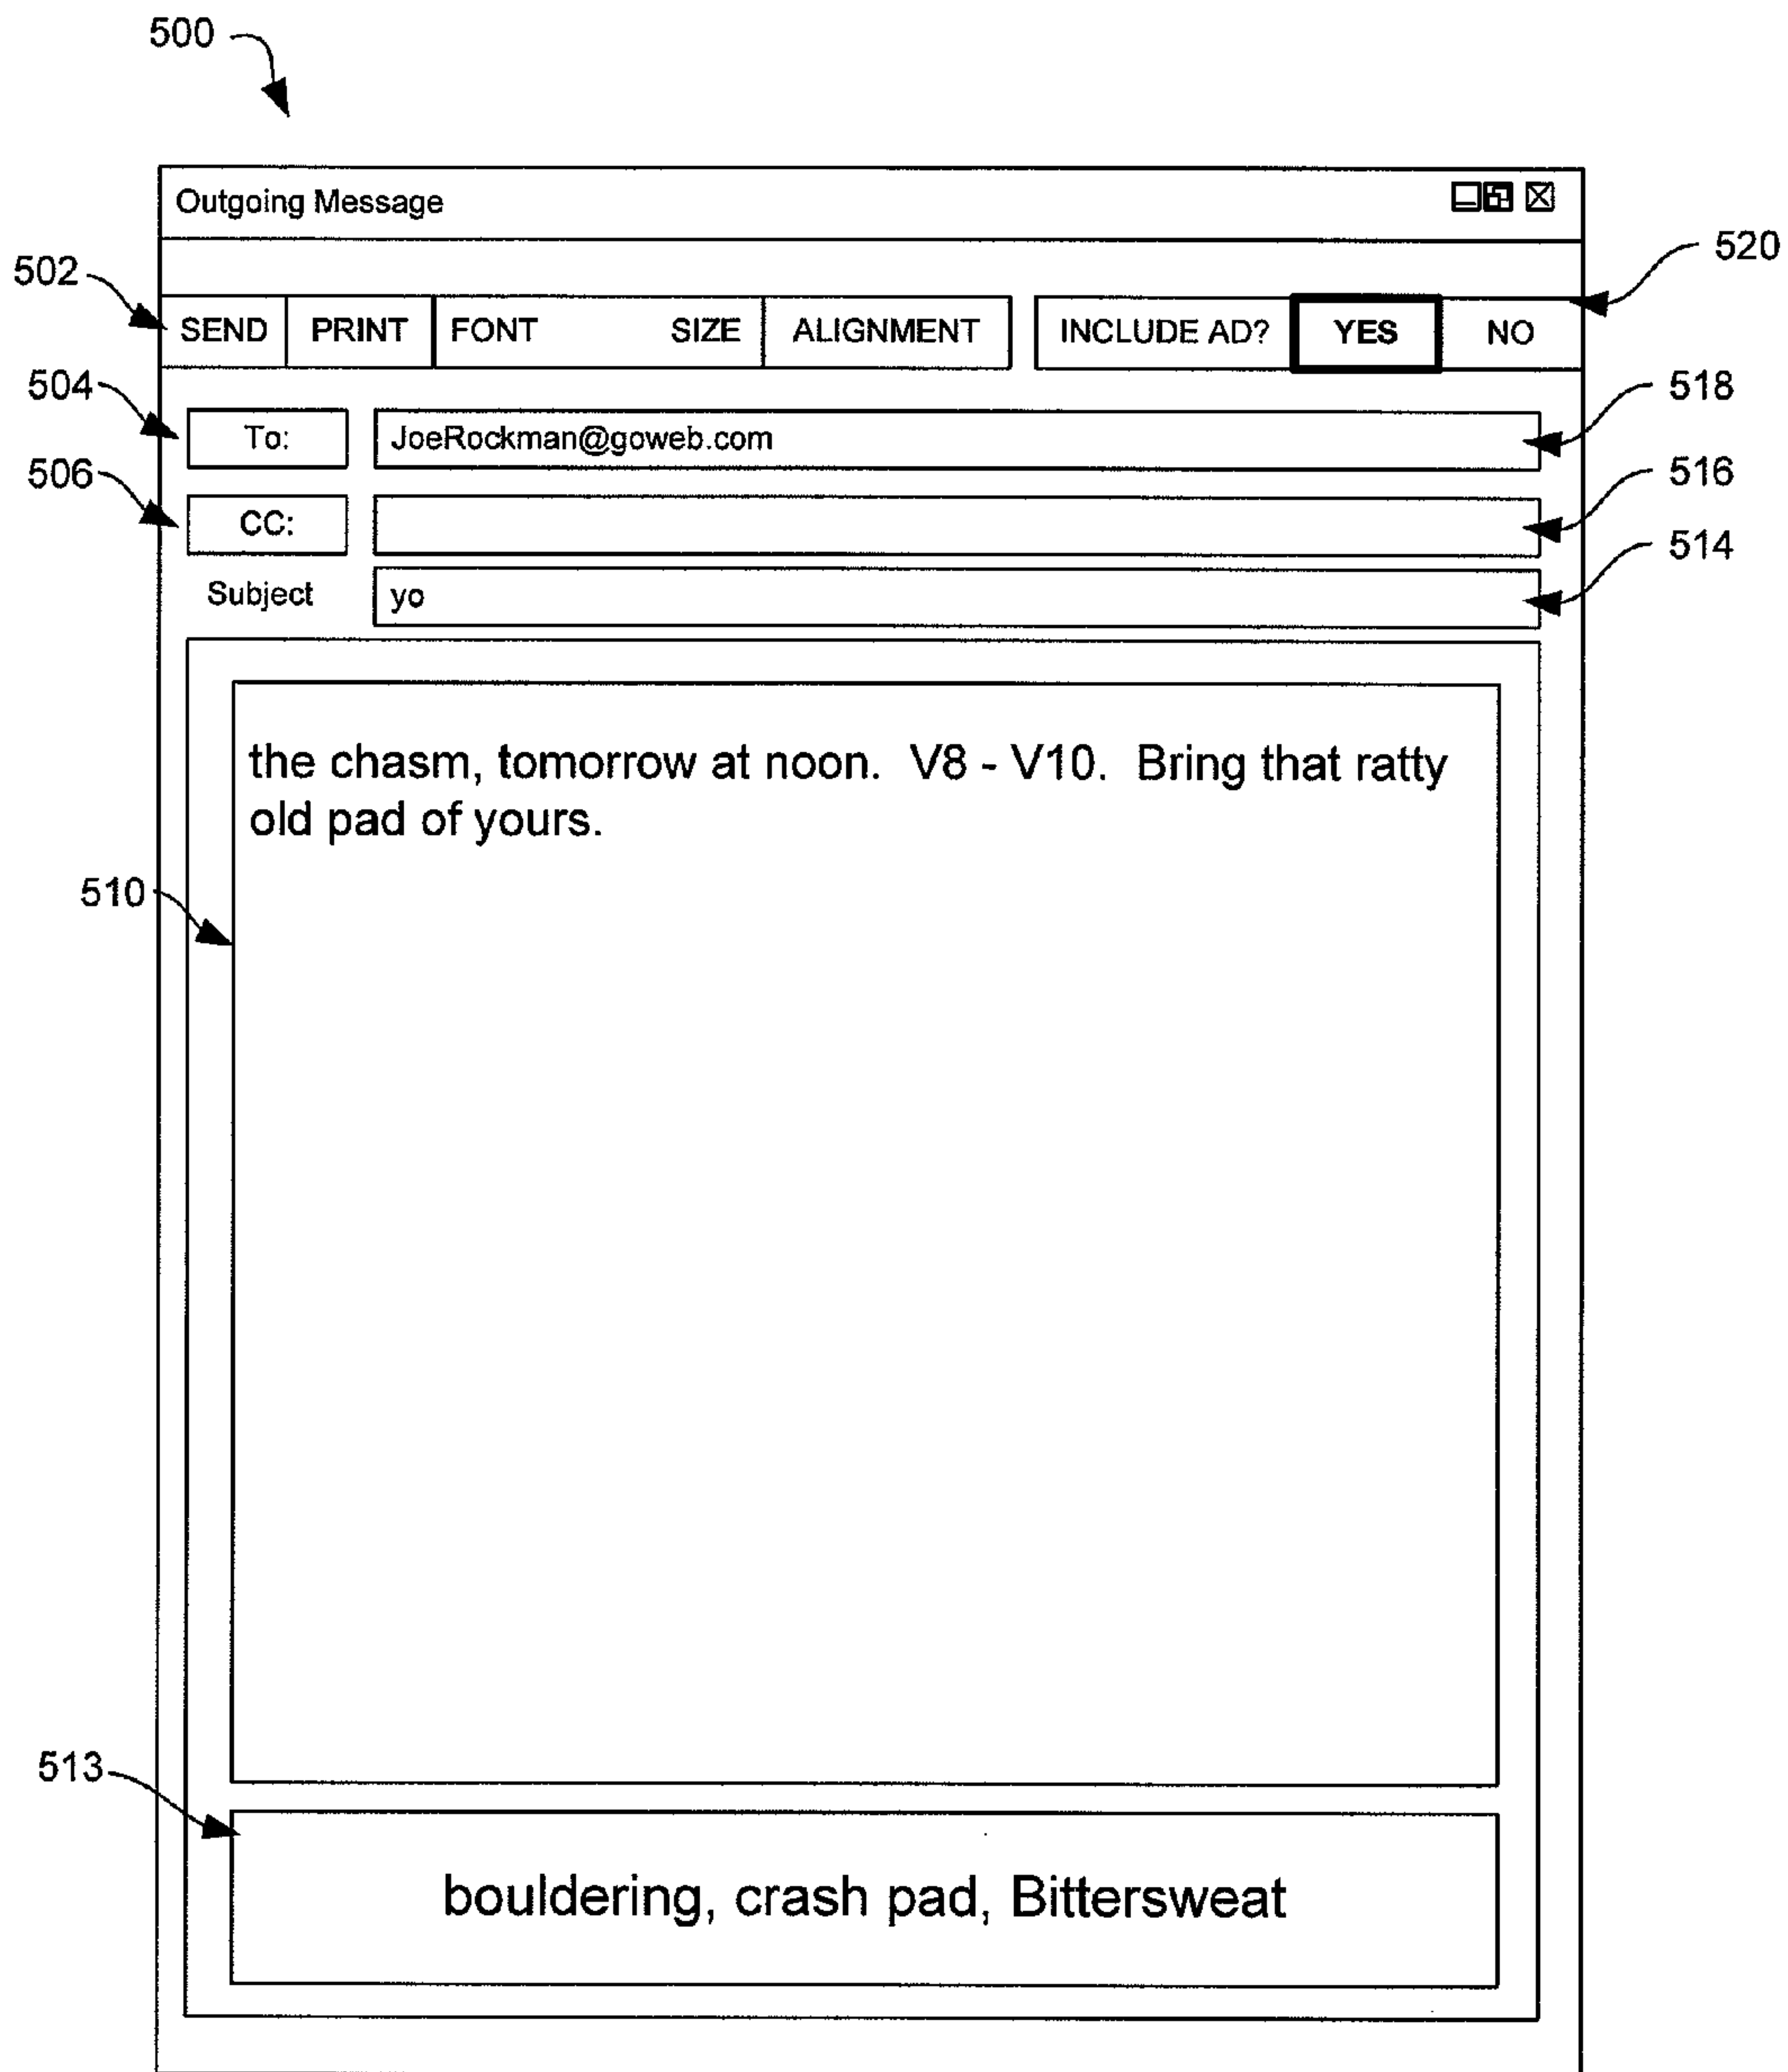 500
Outgoing Message
520
502
SEND PRINT FONT SIZE ALIGNMENT INCLUDE AD? YES NO
504
518
To: JoeRockman@goweb.com
506
516
CC:
514
Subject yo
the chasm, tomorrow at noon. V8 - V10. Bring that ratty
old pad of yours.
510
513
bouldering, crash pad, Bittersweat